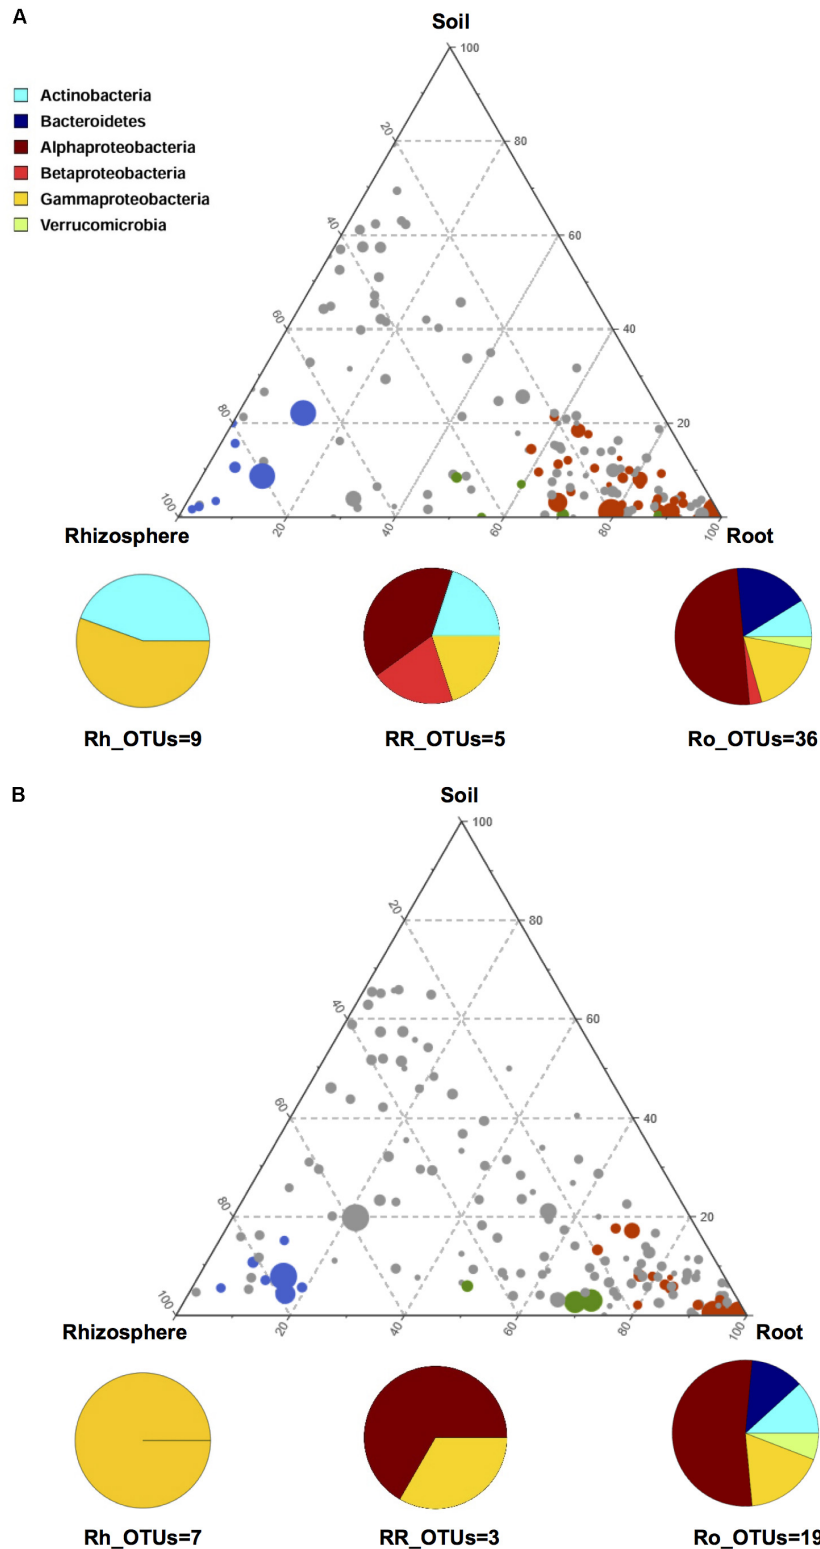 A
Soil
100
Actinobacteria
Bacteroidetes
Alphaproteobacteria
Betaproteobacteria
Gammaproteobacteria
Verrucomicrobia
20
80
40
60
60
40
80
20
100
Rhizosphere
Root
20
40
60
80
100
Rh_OTUs=9
RR_OTUs=5
Ro_OTUs=36
B
Soil
100
20
80
40
60
60
40
80
20
100
Rhizosphere
Root
20
40
60
80
100
Rh_OTUs=7
RR_OTUs=3
Ro_OTUs=19